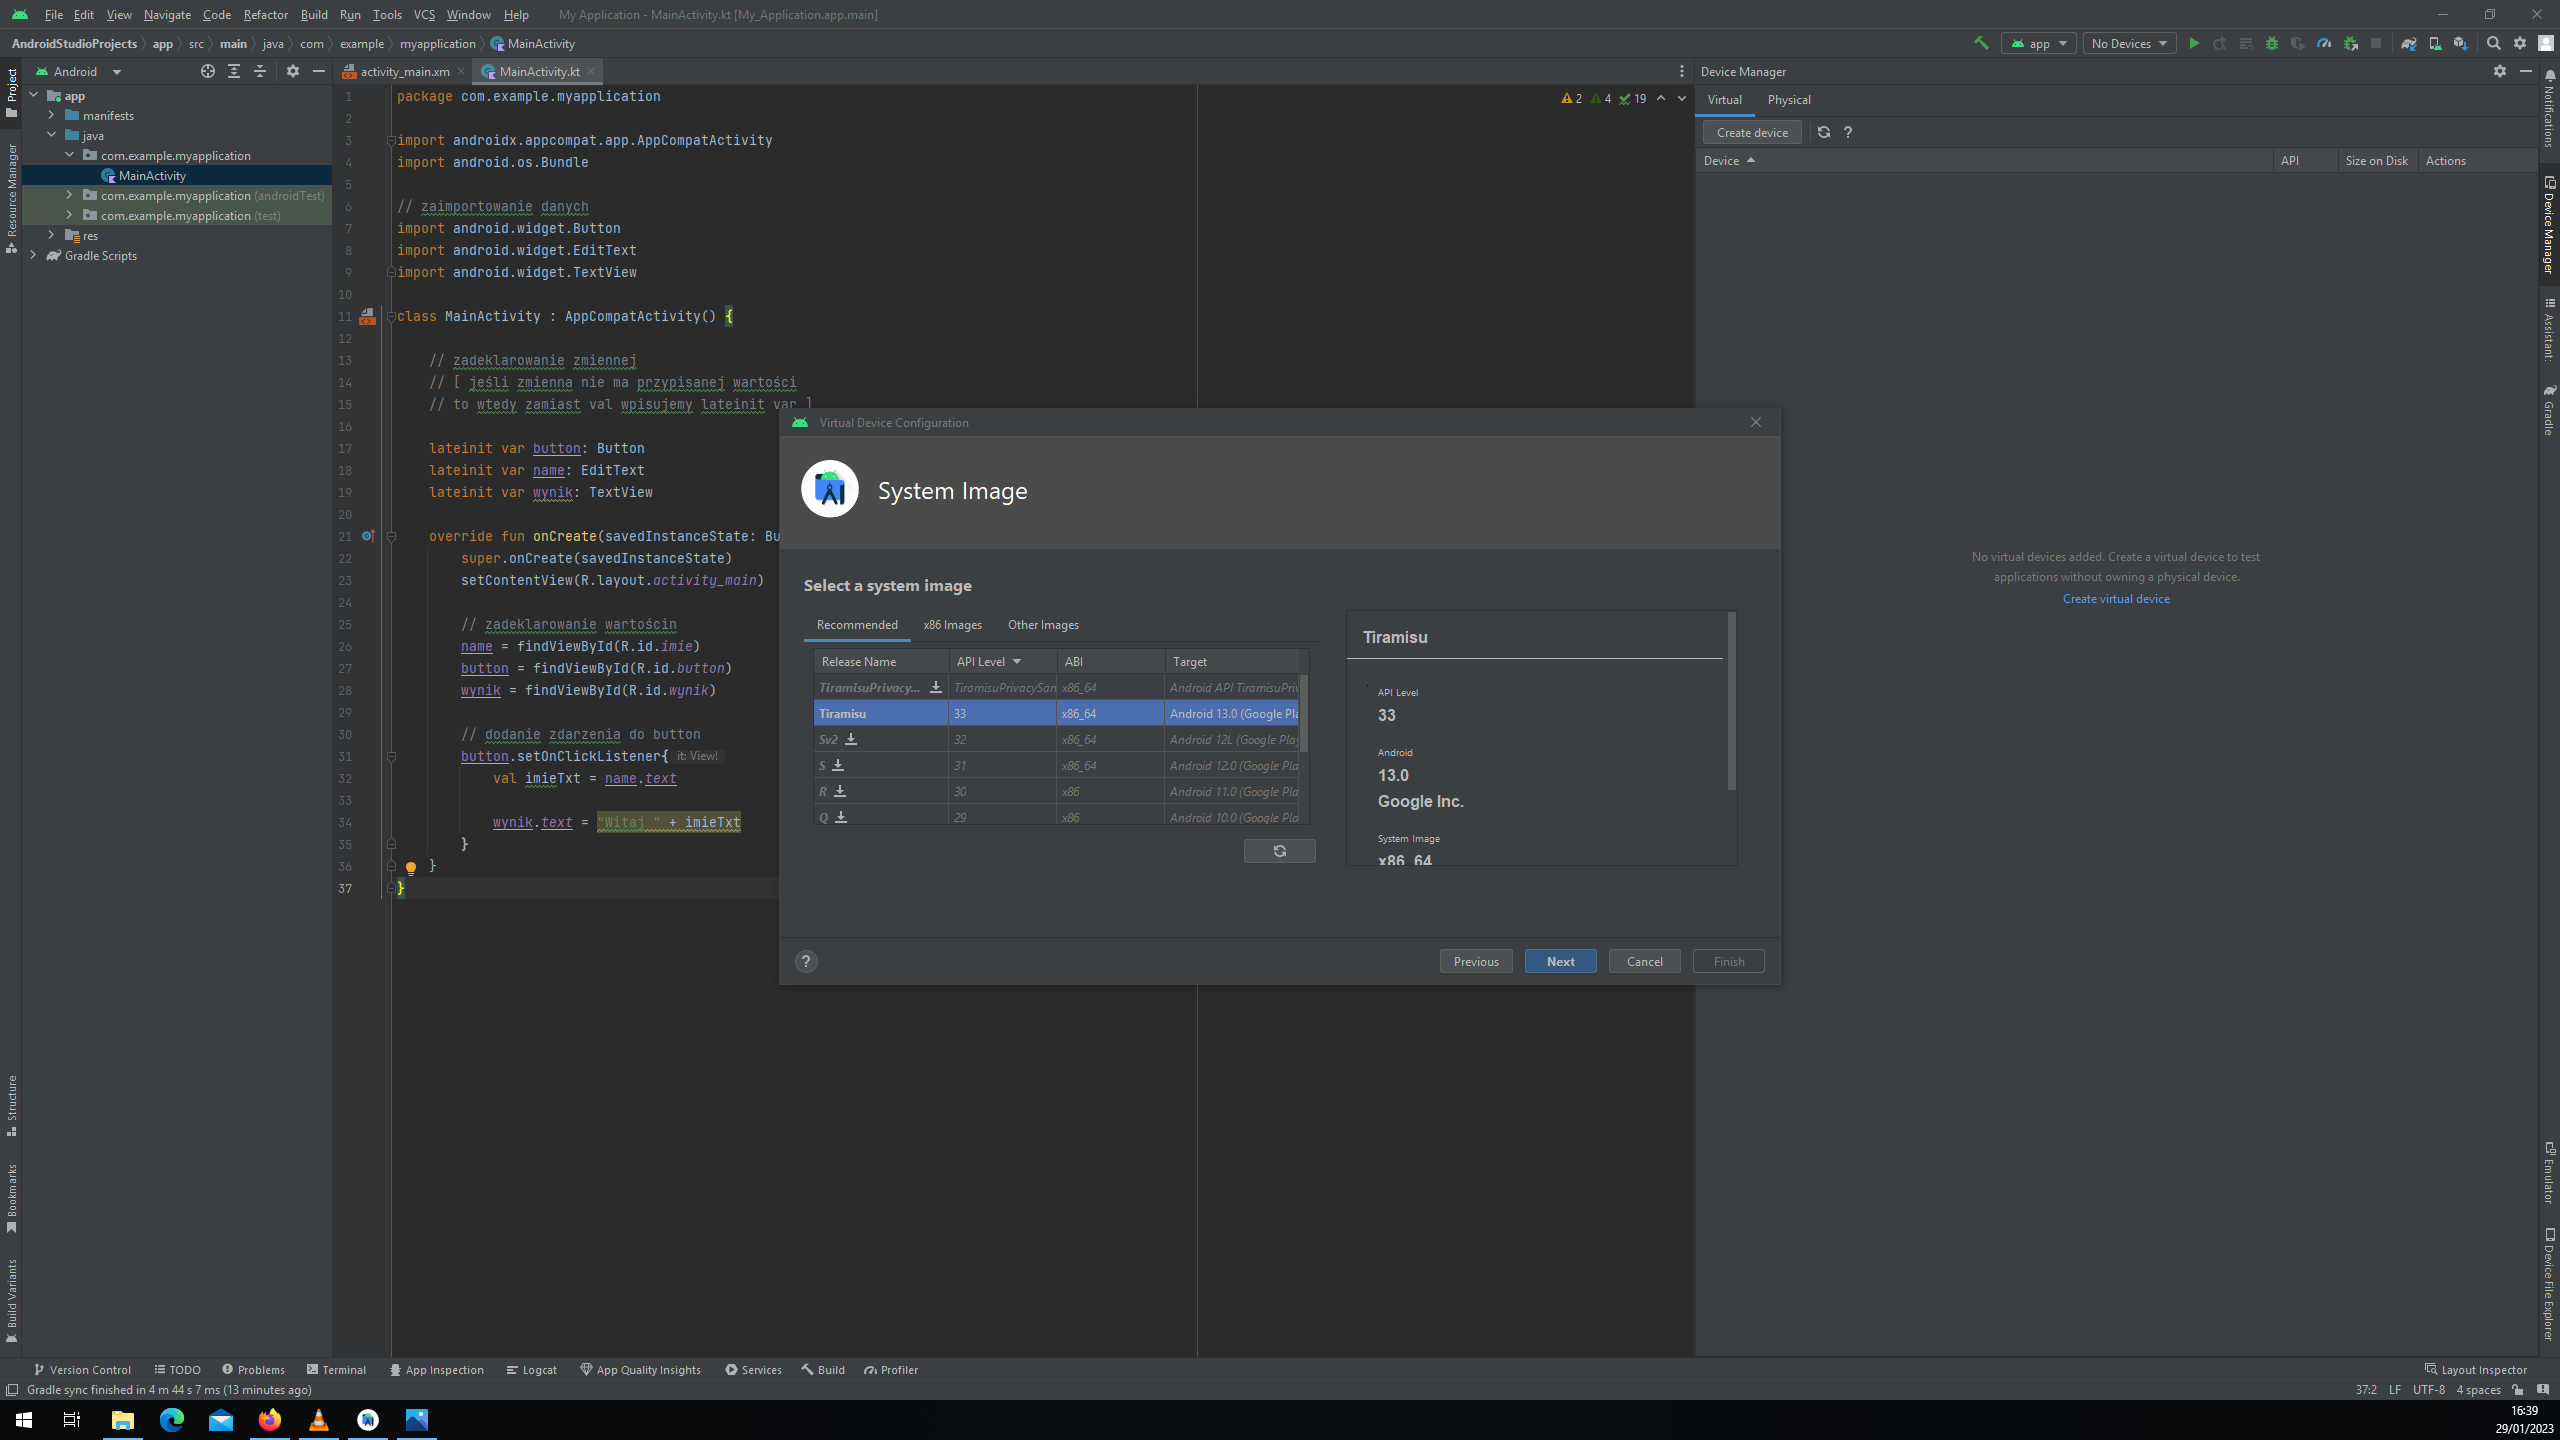 File Edit View Navigate Code Refactor Build Run Tools VCS Window Help My Application - MainActivity.kt [My_Application.app.main]
AndroidStudioProjects app src main java com example myapplication MainActivity app No Devices
Project
Resource Manager
Structure
Bookmarks
Build Variants
Android
app
manifests
java
com.example.myapplication
MainActivity
com.example.myapplication (androidTest)
com.example.myapplication (test)
res
Gradle Scripts
activity_main.xm MainActivity.kt
2 4 19
1 package com.example.myapplication
2
3 import androidx.appcompat.app.AppCompatActivity
4 import android.os.Bundle
5
6 // zaimportowanie danych
7 import android.widget.Button
8 import android.widget.EditText
9 import android.widget.TextView
10
11 class MainActivity : AppCompatActivity() {
12
13 // zadeklarowanie zmiennej
14 // [ jeśli zmienna nie ma przypisanej wartości
15 // to wtedy zamiast val wpisujemy lateinit var ]
16
17 lateinit var button: Button
18 lateinit var name: EditText
19 lateinit var wynik: TextView
20
21 override fun onCreate(savedInstanceState: Bu
22 super.onCreate(savedInstanceState)
23 setContentView(R.layout.activity_main)
24
25 // zadeklarowanie wartościn
26 name = findViewById(R.id.imie)
27 button = findViewById(R.id.button)
28 wynik = findViewById(R.id.wynik)
29
30 // dodanie zdarzenia do button
31 button.setOnClickListener{ it: View!
32 val imieTxt = name.text
33
34 wynik.text = "Witaj " + imieTxt
35 }
36 }
37 }
Virtual Device Configuration
System Image
Select a system image
Recommended x86 Images Other Images
Release Name API Level ABI Target
TiramisuPrivacy... TiramisuPrivacySan x86_64 Android API TiramisuPriv
Tiramisu 33 x86_64 Android 13.0 (Google Pla
Sv2 32 x86_64 Android 12L (Google Play
S 31 x86_64 Android 12.0 (Google Pla
R 30 x86 Android 11.0 (Google Pla
Q 29 x86 Android 10.0 (Google Pla
Tiramisu
API Level
33
Android
13.0
Google Inc.
System Image
x86_64
? Previous Next Cancel Finish
Device Manager
Virtual Physical
Create device ?
Device API Size on Disk Actions
No virtual devices added. Create a virtual device to test
applications without owning a physical device.
Create virtual device
Notifications
Device Manager
Assistant:
Gradle
Emulator
Device File Explorer
Version Control TODO Problems Terminal App Inspection Logcat App Quality Insights Services Build Profiler Layout Inspector
Gradle sync finished in 4 m 44 s 7 ms (13 minutes ago) 37:2 LF UTF-8 4 spaces
16:39
29/01/2023